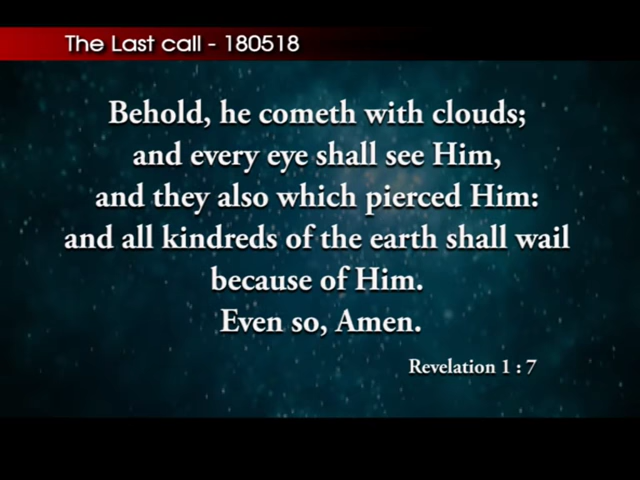 The Last call - 180518
Behold, he cometh with clouds;
and every eye shall see Him,
and they also which pierced Him:
and all kindreds of the earth shall wail
because of Him.
Even so, Amen.
Revelation 1 : 7